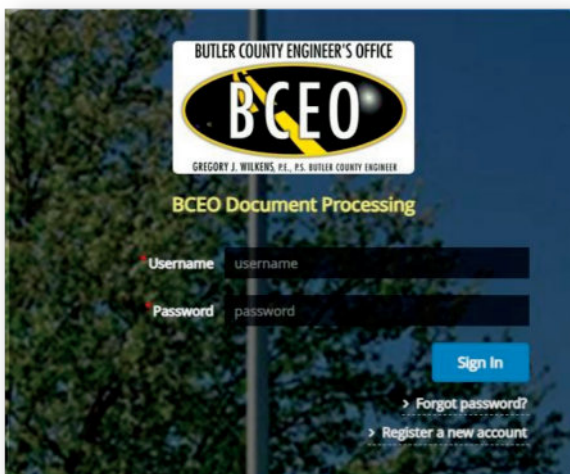 BUTLER COUNTY ENGINEER'S OFFICE
BCEO
GREGORY J. WILKENS, P.E., P.S. BUTLER COUNTY ENGINEER
BCEO Document Processing
*Username username
*Password password
Sign In
> Forgot password?
> Register a new account